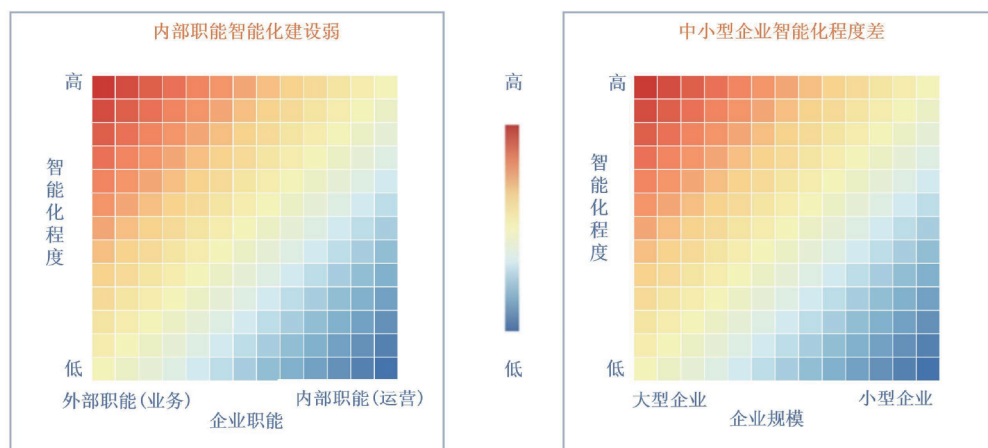 内部职能智能化建设弱
高
智能化程度
低
外部职能(业务)
内部职能(运营)
企业职能
高
低
中小型企业智能化程度差
高
智能化程度
低
大型企业
小型企业
企业规模